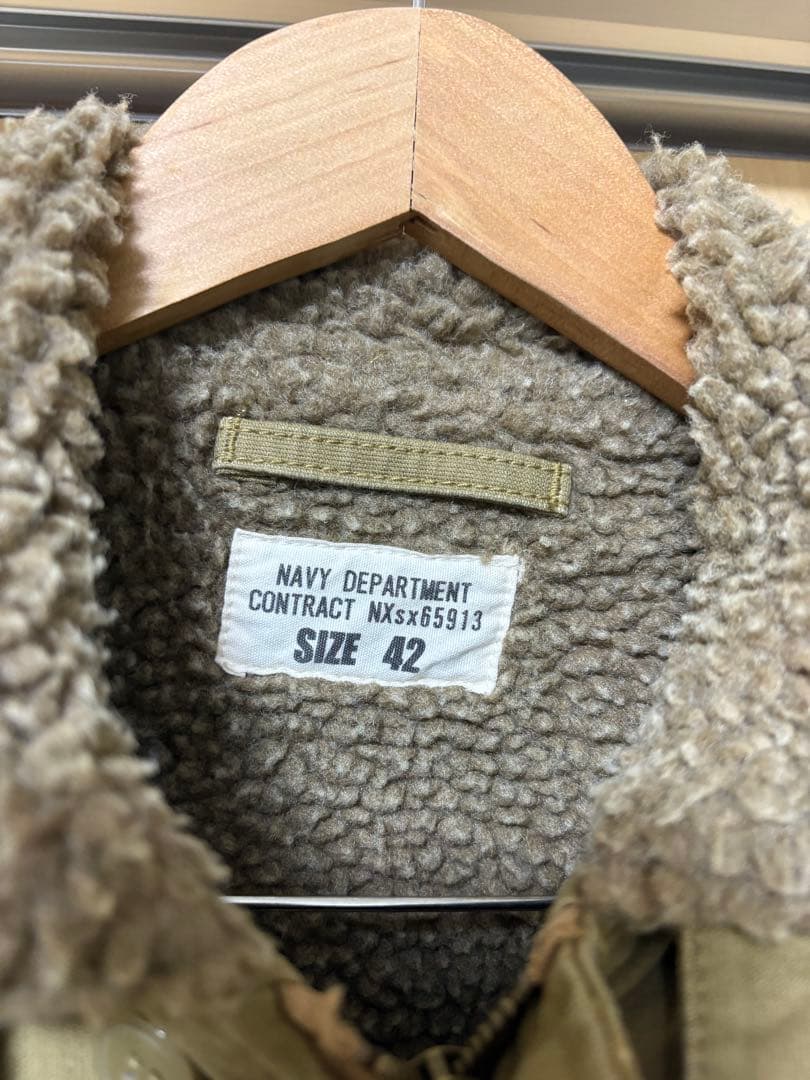 NAVY DEPARTMENT
CONTRACT NXsx65913
SIZE 42